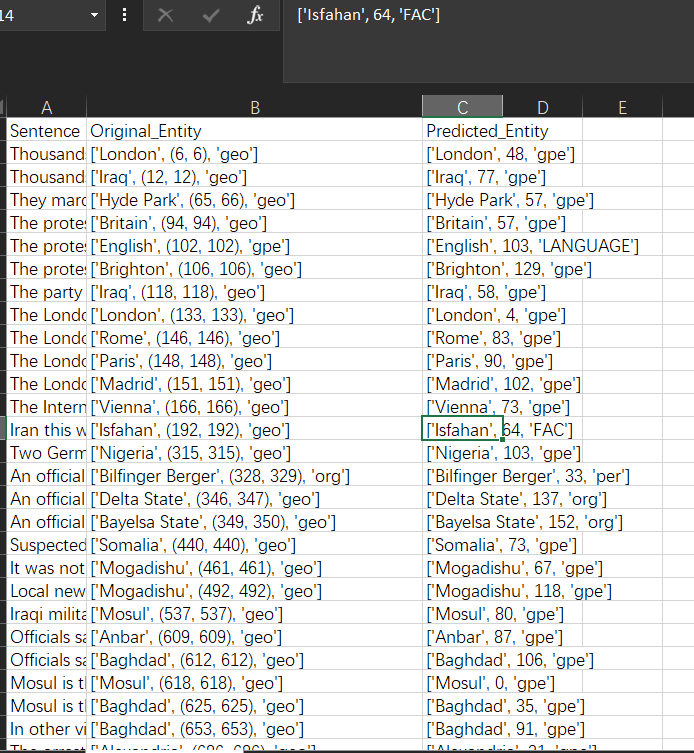 14 fx ['Isfahan', 64, 'FAC']
A B C D E
Sentence Original_Entity Predicted_Entity
Thousand ['London', (6, 6), 'geo'] ['London', 48, 'gpe']
Thousand ['Iraq', (12, 12), 'geo'] ['Iraq', 77, 'gpe']
They marc ['Hyde Park', (65, 66), 'geo'] ['Hyde Park', 57, 'gpe']
The protes ['Britain', (94, 94), 'geo'] ['Britain', 57, 'gpe']
The protes ['English', (102, 102), 'gpe'] ['English', 103, 'LANGUAGE']
The protes ['Brighton', (106, 106), 'geo'] ['Brighton', 129, 'gpe']
The party ['Iraq', (118, 118), 'geo'] ['Iraq', 58, 'gpe']
The Londo ['London', (133, 133), 'geo'] ['London', 4, 'gpe']
The Londo ['Rome', (146, 146), 'geo'] ['Rome', 83, 'gpe']
The Londo ['Paris', (148, 148), 'geo'] ['Paris', 90, 'gpe']
The Londo ['Madrid', (151, 151), 'geo'] ['Madrid', 102, 'gpe']
The Intern ['Vienna', (166, 166), 'geo'] ['Vienna', 73, 'gpe']
Iran this w ['Isfahan', (192, 192), 'geo'] ['Isfahan', 64, 'FAC']
Two Germ ['Nigeria', (315, 315), 'geo'] ['Nigeria', 103, 'gpe']
An official ['Bilfinger Berger', (328, 329), 'org'] ['Bilfinger Berger', 33, 'per']
An official ['Delta State', (346, 347), 'geo'] ['Delta State', 137, 'org']
An official ['Bayelsa State', (349, 350), 'geo'] ['Bayelsa State', 152, 'org']
Suspected ['Somalia', (440, 440), 'geo'] ['Somalia', 73, 'gpe']
It was not ['Mogadishu', (461, 461), 'geo'] ['Mogadishu', 67, 'gpe']
Local new ['Mogadishu', (492, 492), 'geo'] ['Mogadishu', 118, 'gpe']
Iraqi milita ['Mosul', (537, 537), 'geo'] ['Mosul', 80, 'gpe']
Officials sa ['Anbar', (609, 609), 'geo'] ['Anbar', 87, 'gpe']
Officials sa ['Baghdad', (612, 612), 'geo'] ['Baghdad', 106, 'gpe']
Mosul is t ['Mosul', (618, 618), 'geo'] ['Mosul', 0, 'gpe']
Mosul is t ['Baghdad', (625, 625), 'geo'] ['Baghdad', 35, 'gpe']
In other vi ['Baghdad', (653, 653), 'geo'] ['Baghdad', 91, 'gpe']